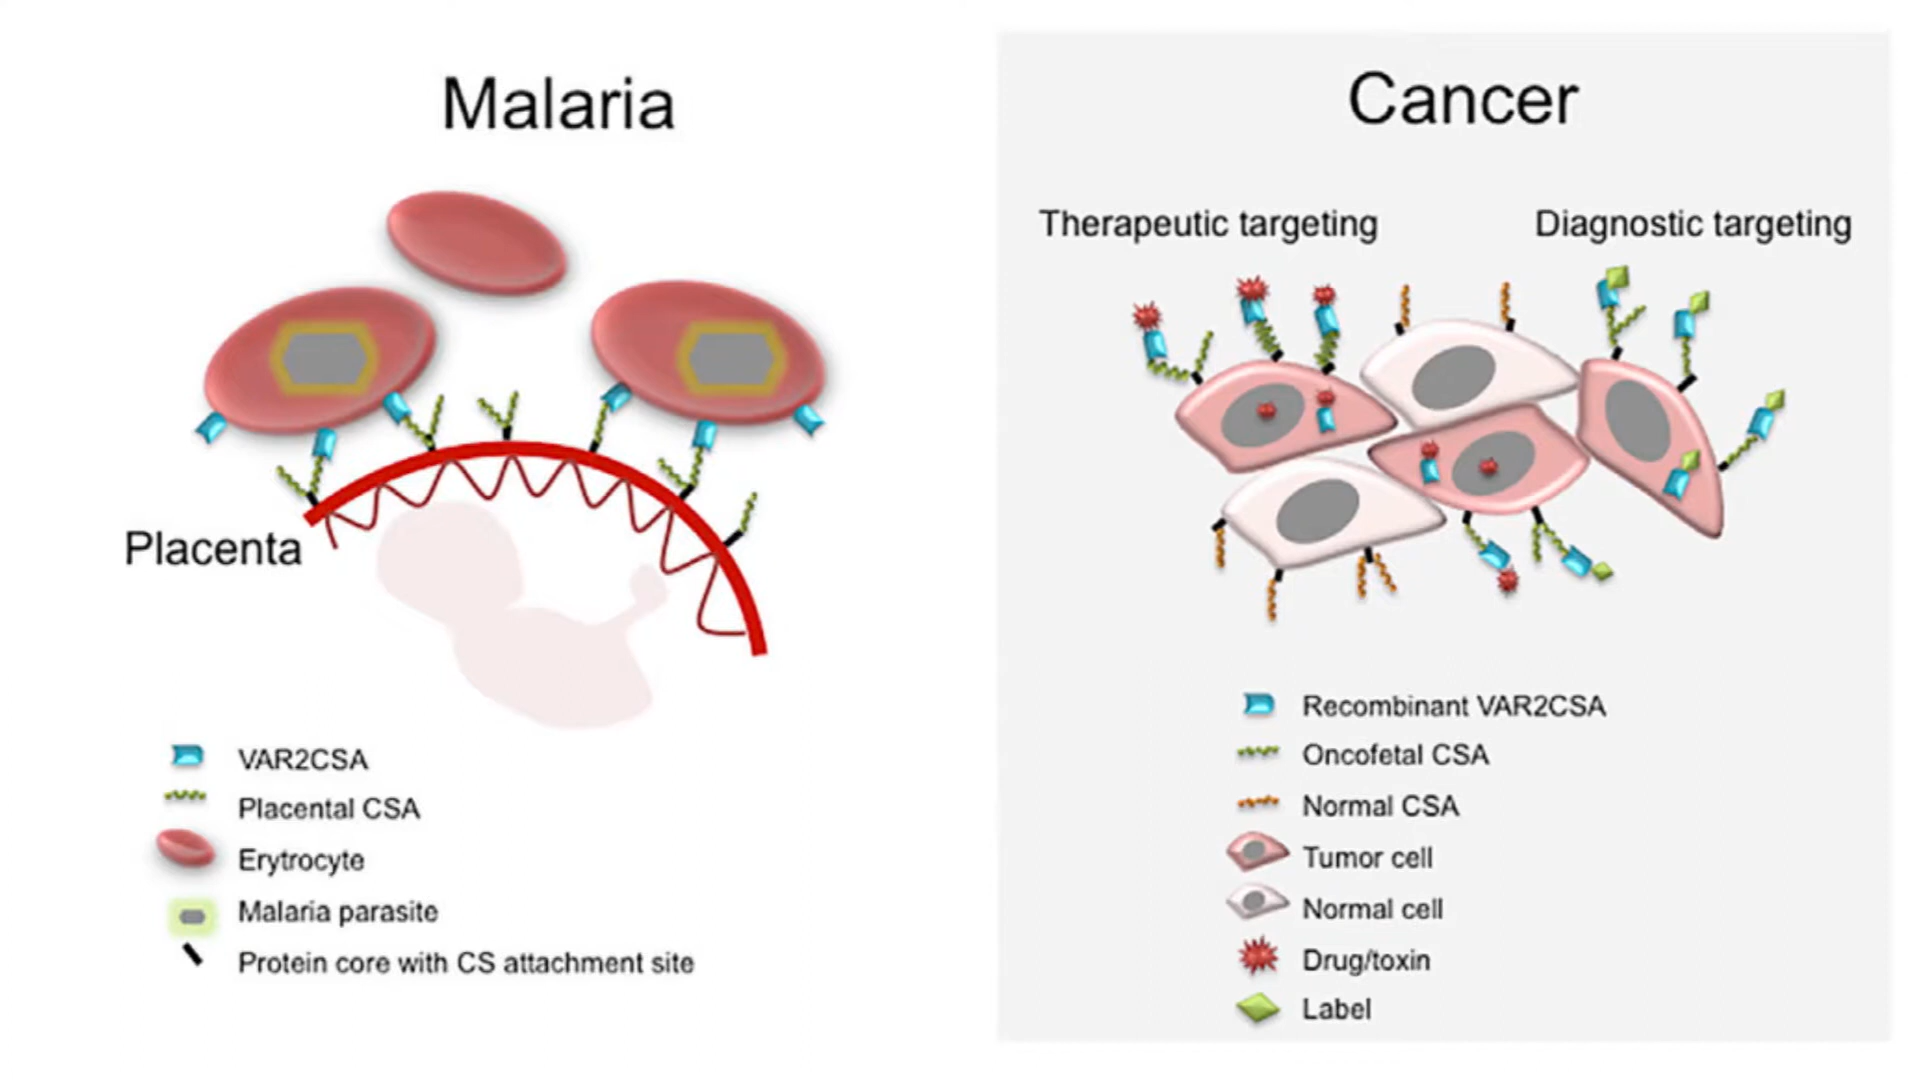 Malaria
Placenta
VAR2CSA
Placental CSA
Erytrocyte
Malaria parasite
Protein core with CS attachment site
Cancer
Therapeutic targeting
Diagnostic targeting
Recombinant VAR2CSA
Oncofetal CSA
Normal CSA
Tumor cell
Normal cell
Drug/toxin
Label